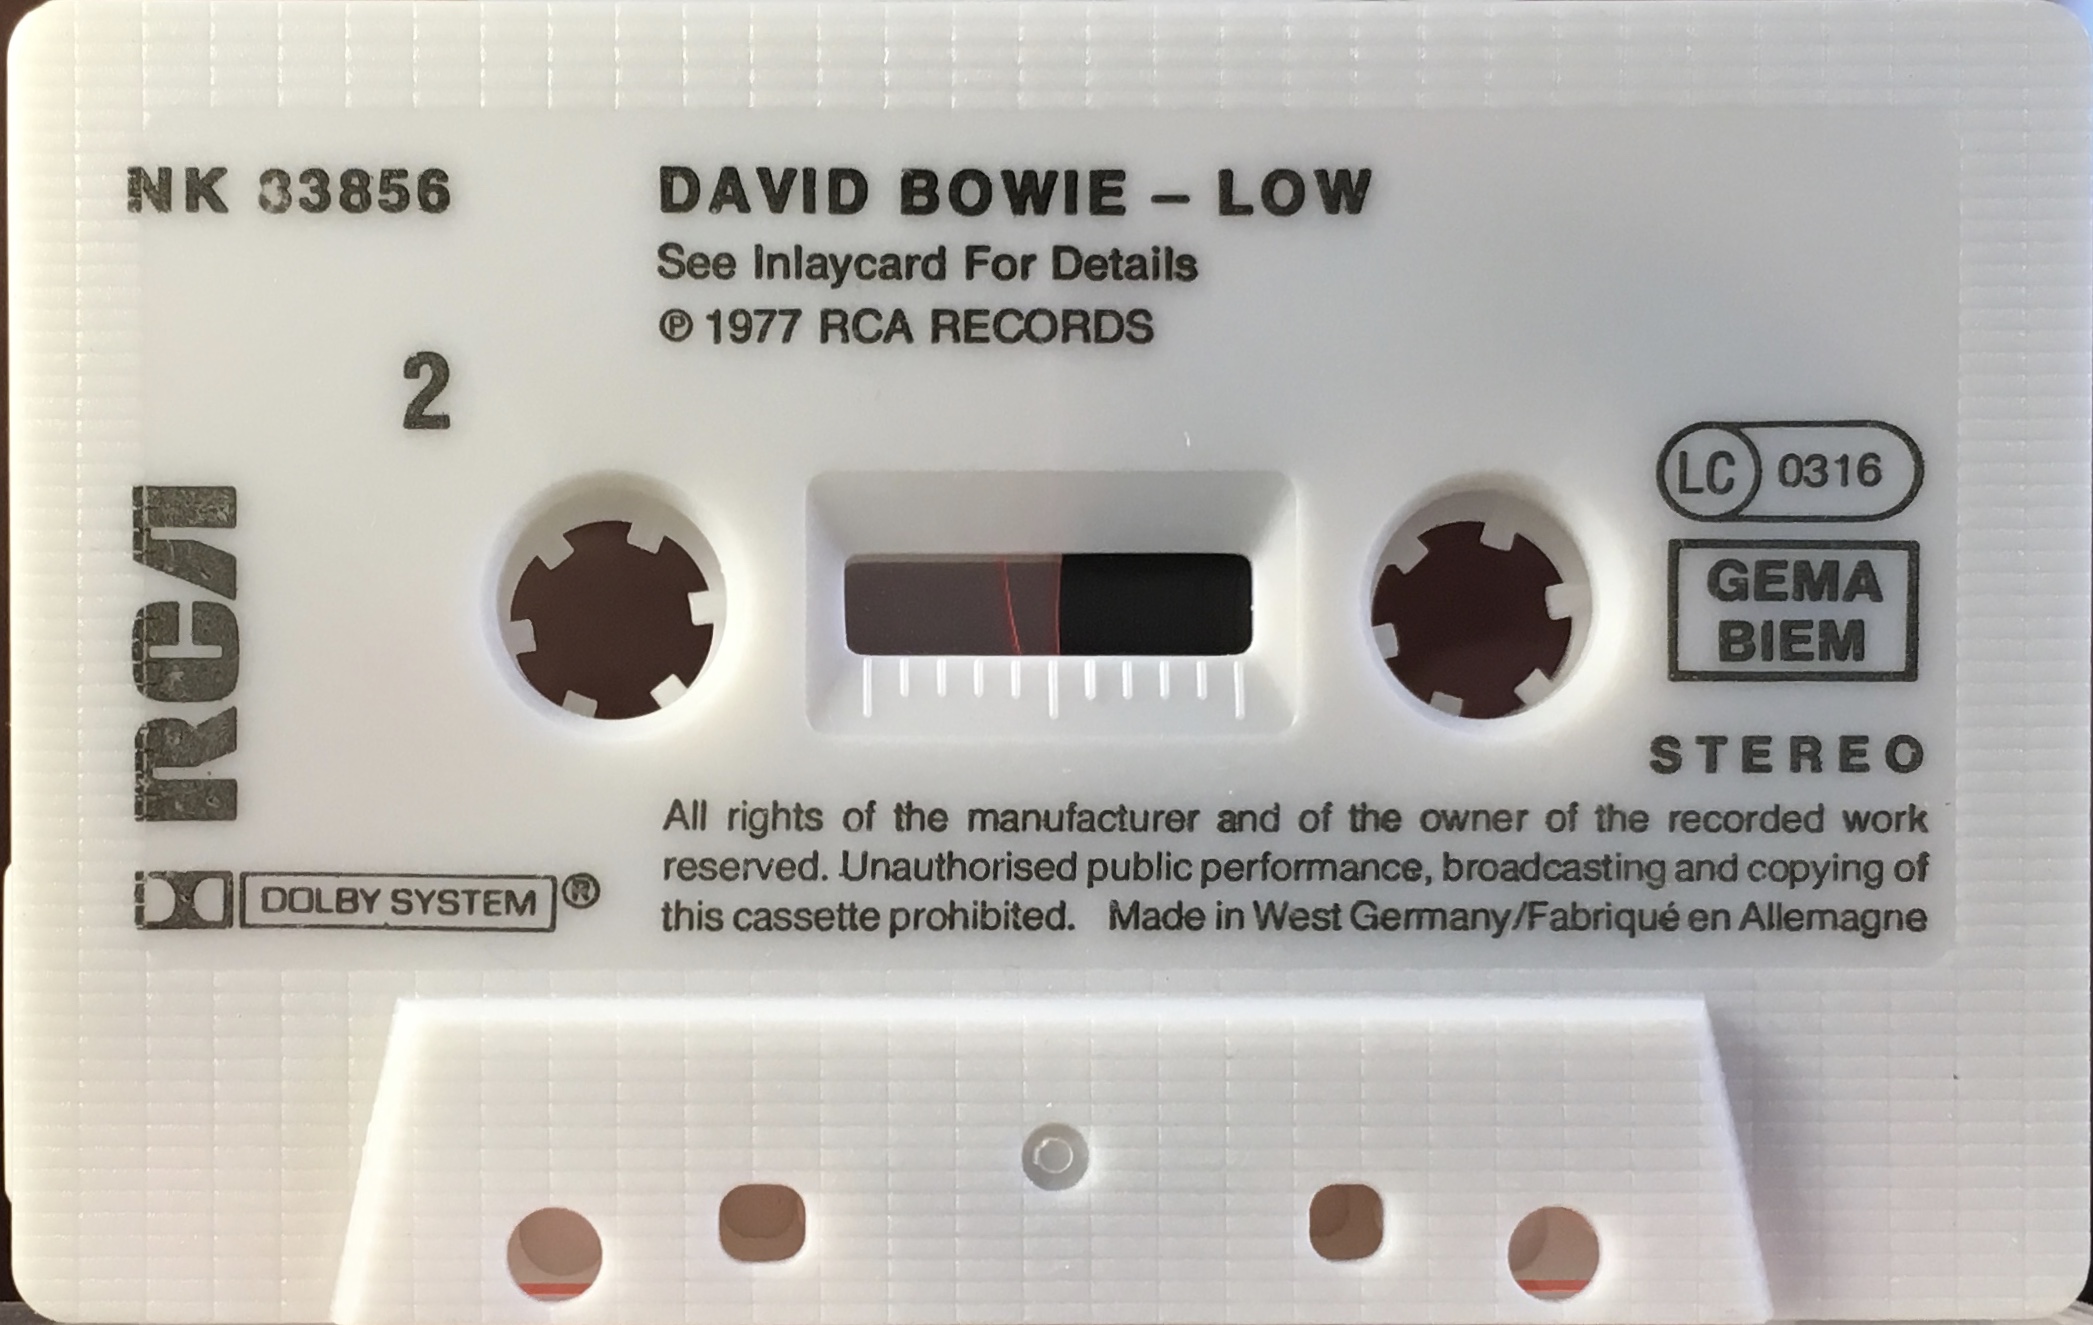 NK 33856
DAVID BOWIE – LOW
See Inlaycard For Details
℗ 1977 RCA RECORDS
2
RCA
LC 0316
GEMA
BIEM
STEREO
DOLBY SYSTEM ®
All rights of the manufacturer and of the owner of the recorded work
reserved. Unauthorised public performance, broadcasting and copying of
this cassette prohibited. Made in West Germany/Fabriqué en Allemagne